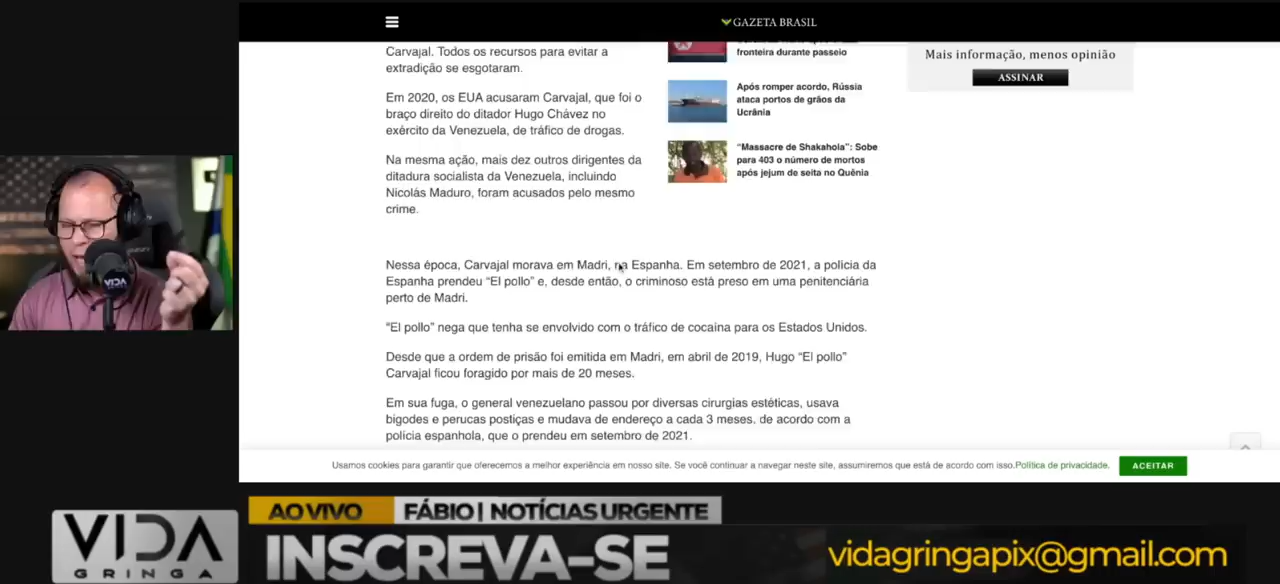 GAZETA BRASIL
Carvajal. Todos os recursos para evitar a
extradição se esgotaram.
Em 2020, os EUA acusaram Carvajal, que foi o
braço direito do ditador Hugo Chávez no
exército da Venezuela, de tráfico de drogas.
Na mesma ação, mais dez outros dirigentes da
ditadura socialista da Venezuela, incluindo
Nicolás Maduro, foram acusados pelo mesmo
crime.
fronteira durante passeio
Após romper acordo, Rússia
ataca portos de grãos da
Ucrânia
“Massacre de Shakahola”: Sobe
para 403 o número de mortos
após jejum de seita no Quênia
Mais informação, menos opinião
ASSINAR
Nessa época, Carvajal morava em Madri, na Espanha. Em setembro de 2021, a polícia da
Espanha prendeu “El pollo” e, desde então, o criminoso está preso em uma penitenciária
perto de Madri.
“El pollo” nega que tenha se envolvido com o tráfico de cocaína para os Estados Unidos.
Desde que a ordem de prisão foi emitida em Madri, em abril de 2019, Hugo “El pollo”
Carvajal ficou foragido por mais de 20 meses.
Em sua fuga, o general venezuelano passou por diversas cirurgias estéticas, usava
bigodes e perucas postiças e mudava de endereço a cada 3 meses, de acordo com a
polícia espanhola, que o prendeu em setembro de 2021.
Usamos cookies para garantir que oferecemos a melhor experiência em nosso site. Se você continuar a navegar neste site, assumiremos que está de acordo com isso.Política de privacidade.
ACEITAR
VIDA
AO VIVO
FÁBIO | NOTÍCIAS URGENTE
VIDA
GRINGA
INSCREVA-SE
vidagringapix@gmail.com